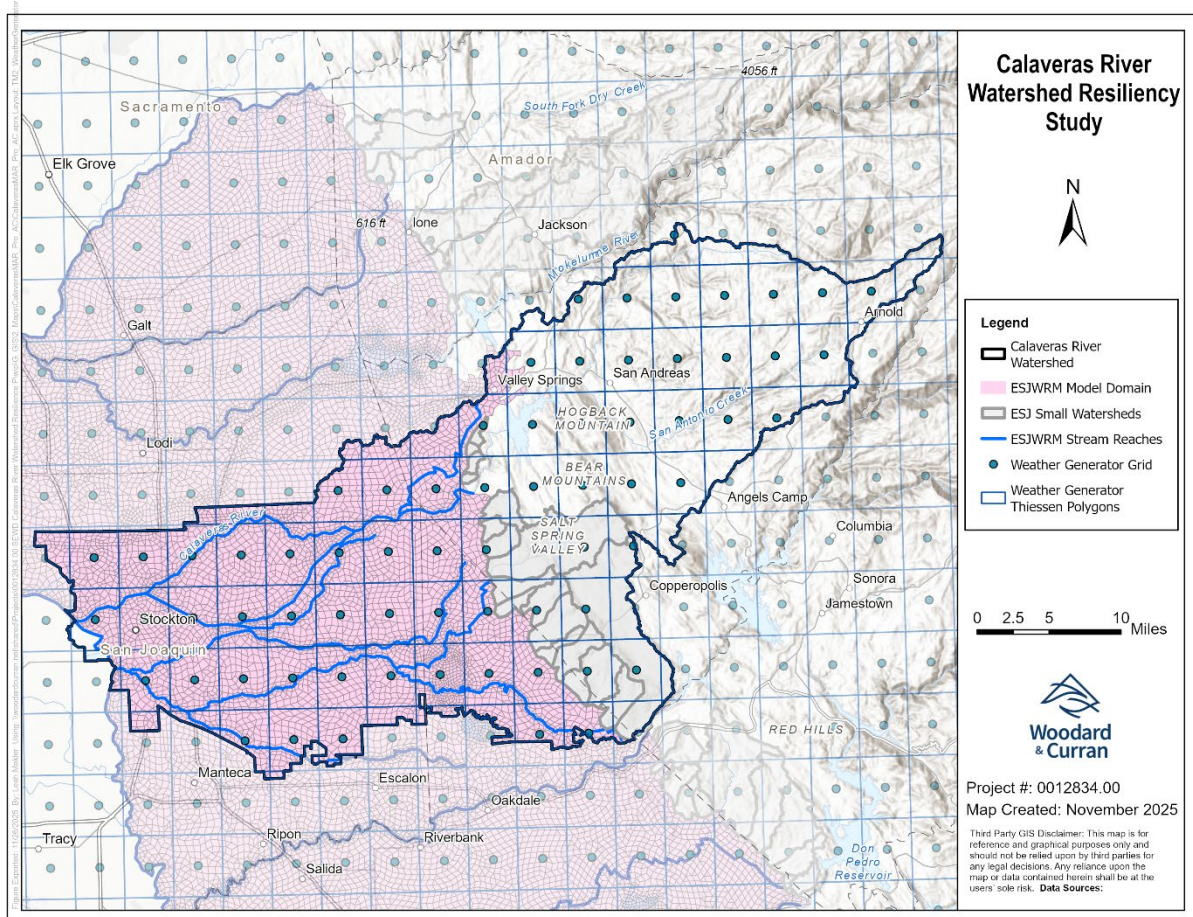 Calaveras River
Watershed Resiliency
Study
N
Legend
Calaveras River
Watershed
ESJWRM Model Domain
ESJ Small Watersheds
ESJWRM Stream Reaches
Weather Generator Grid
Weather Generator
Thiessen Polygons
0 2.5 5 10
Miles
Woodard
& Curran
Project #: 0012834.00
Map Created: November 2025
Third Party GIS Disclaimer: This map is for
reference and graphical purposes only and
should not be relied upon by third parties for
any legal decisions. Any reliance upon the
map or data contained herein shall be at the
users' sole risk. Data Sources:
4056 ft
South Fork Dry Creek
Sacramento
Elk Grove
Amador
616 ft
Ione
Jackson
Mokelumne River
Galt
Arnold
Valley Springs
San Andreas
HOGBACK
MOUNTAIN
San Antonio Creek
Lodi
BEAR
MOUNTAINS
Angels Camp
Calaveras River
SALT
SPRING
VALLEY
Columbia
Copperopolis
Sonora
Jamestown
Stockton
San Joaquin
RED HILLS
Manteca
Escalon
Oakdale
Tracy
Ripon
Riverbank
Salida
Don
Pedro
Reservoir